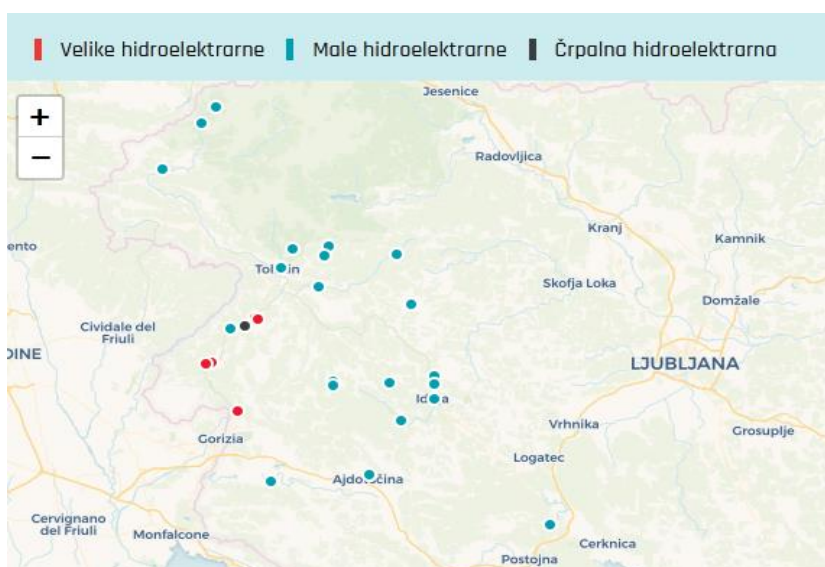 Velike hidroelektrarne Male hidroelektrarne Črpalna hidroelektrarna
+
−
Jesenice
Radovljica
Kranj
Kamnik
ento
Skofja Loka
Domžale
Cividale del
Friuli
DINE
LJUBLJANA
Vrhnika
Grosuplje
Gorizia
Logatec
Cervignano
del Friuli
Monfalcone
Cerknica
Postojna